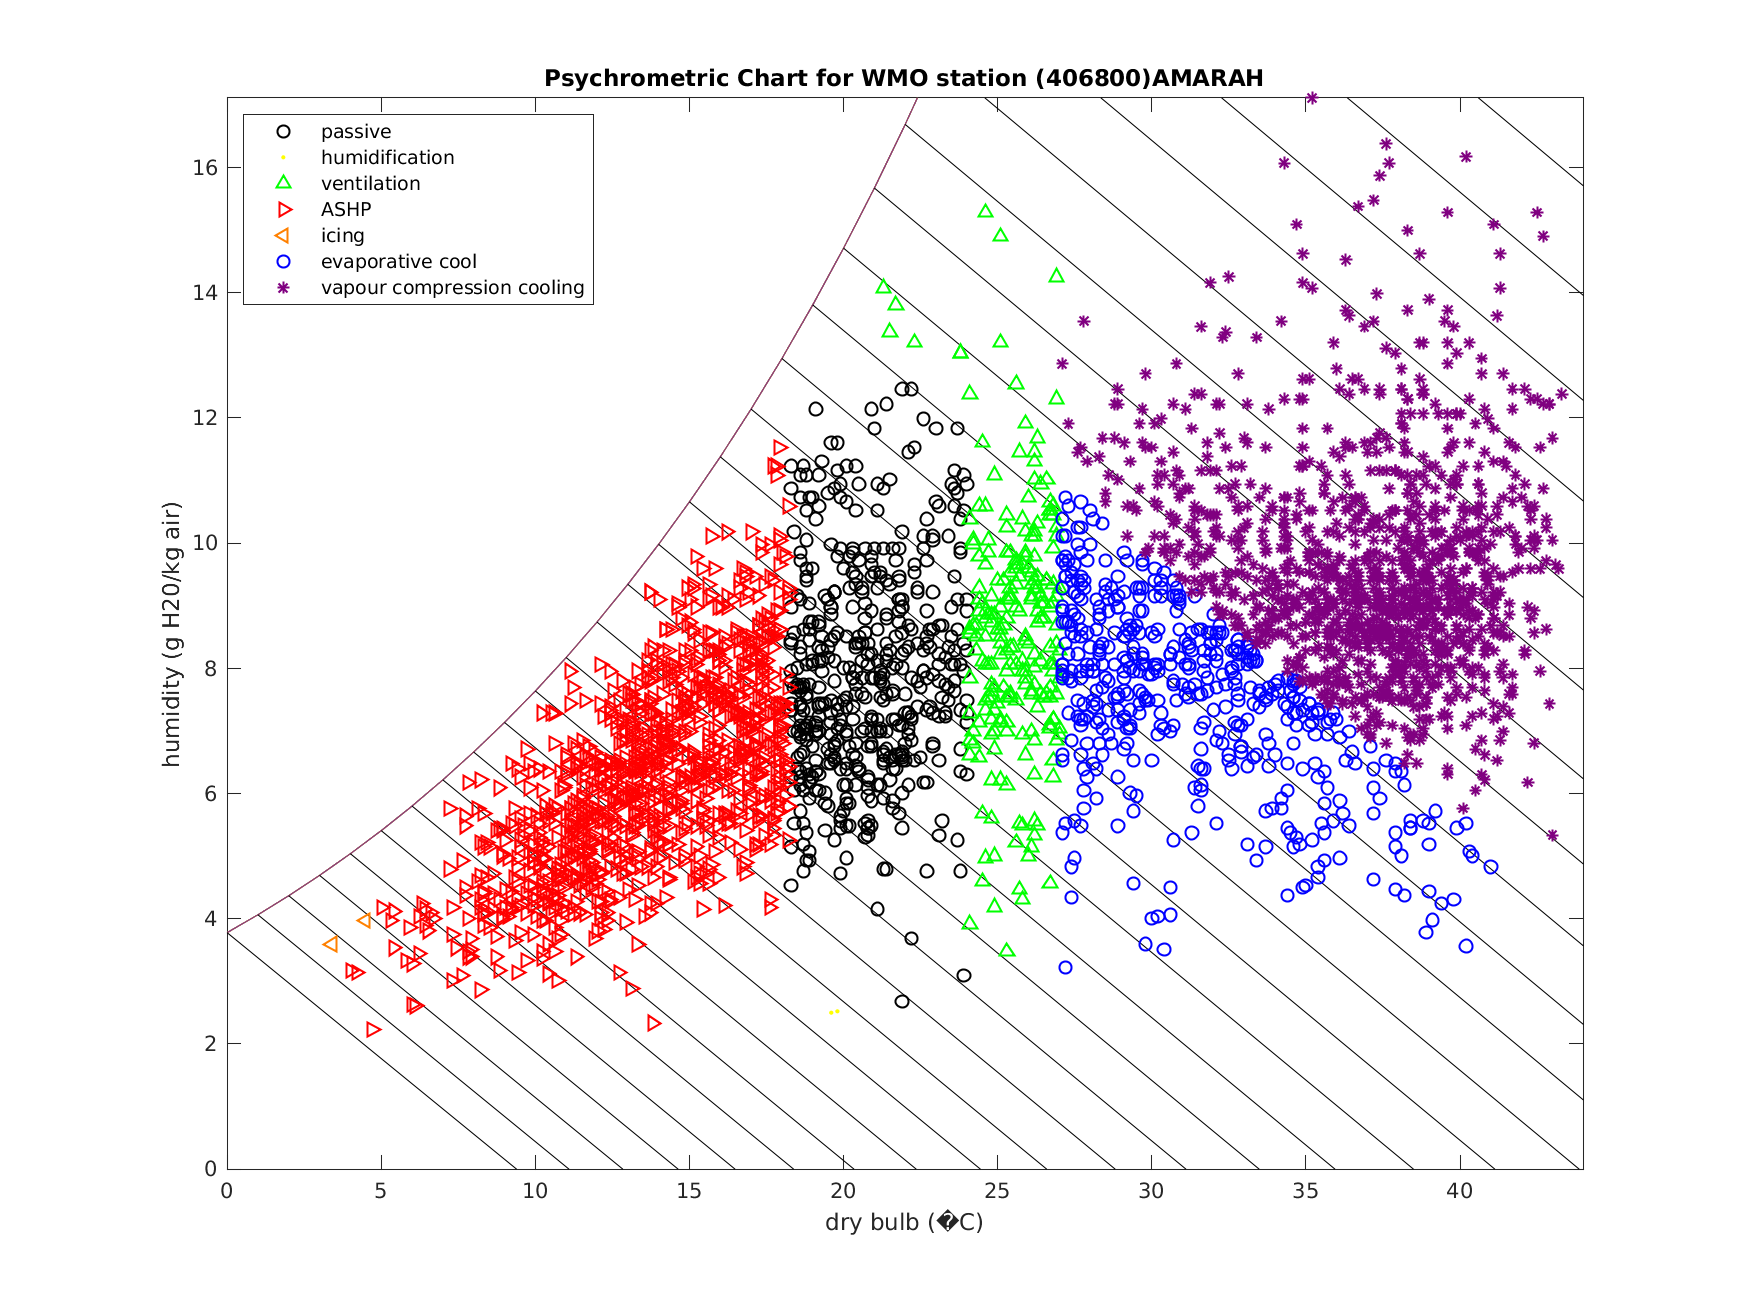 Psychrometric Chart for WMO station (406800)AMARAH
passive
humidification
ventilation
ASHP
icing
evaporative cool
vapour compression cooling
humidity (g H20/kg air)
16
14
12
10
8
6
4
2
0
0 5 10 15 20 25 30 35 40
dry bulb (�C)